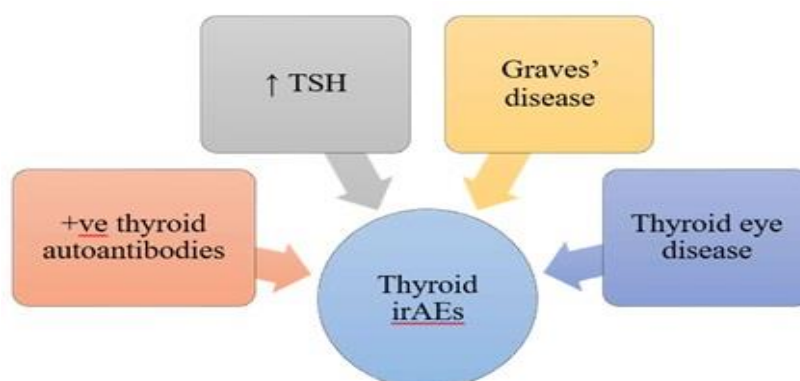 ↑ TSH
Graves’
disease
+ve thyroid
autoantibodies
Thyroid eye
disease
Thyroid
irAEs